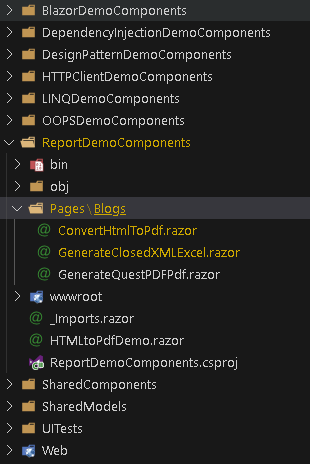 BlazorDemoComponents
DependencyInjectionDemoComponents
DesignPatternDemoComponents
HTTPClientDemoComponents
LINQDemoComponents
OOPSDemoComponents
ReportDemoComponents
bin
obj
Pages\Blogs
ConvertHtmlToPdf.razor
GenerateClosedXMLExcel.razor
GenerateQuestPDFPdf.razor
wwwroot
_Imports.razor
HTMLtoPdfDemo.razor
ReportDemoComponents.csproj
SharedComponents
SharedModels
UITests
Web